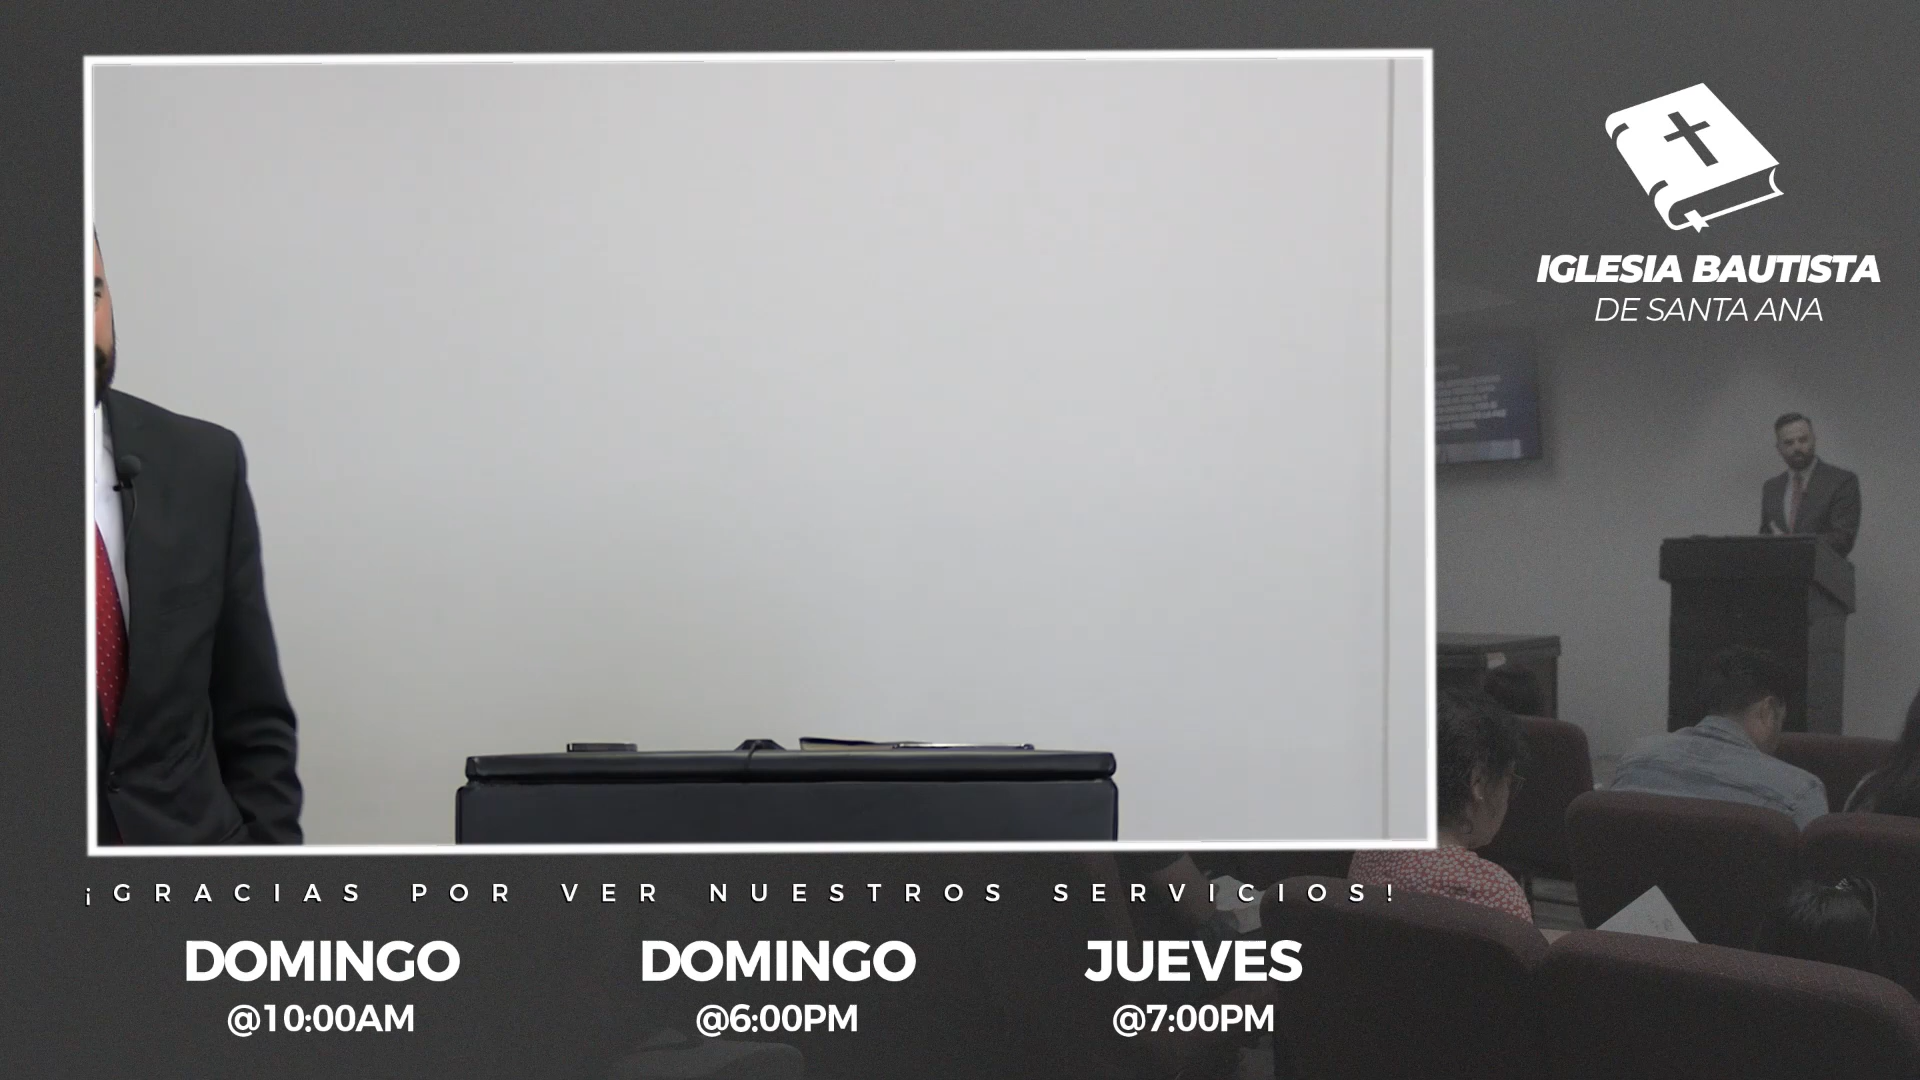 IGLESIA BAUTISTA
DE SANTA ANA
¡GRACIAS POR VER NUESTROS SERVICIOS!
DOMINGO
@10:00AM
DOMINGO
@6:00PM
JUEVES
@7:00PM